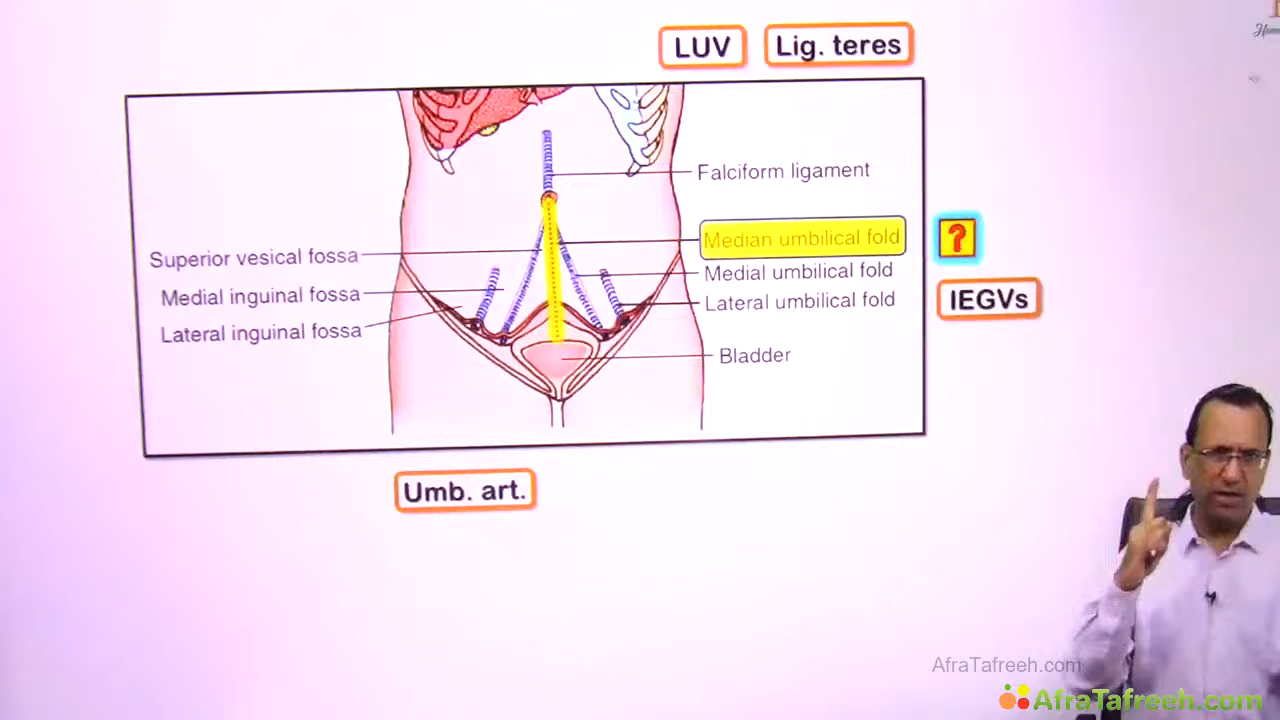 LUV
Lig. teres
Falciform ligament
Median umbilical fold
?
Superior vesical fossa
Medial umbilical fold
Medial inguinal fossa
Lateral umbilical fold
IEGVs
Lateral inguinal fossa
Bladder
Umb. art.
AfraTafreeh.com
AfraTafreeh.com